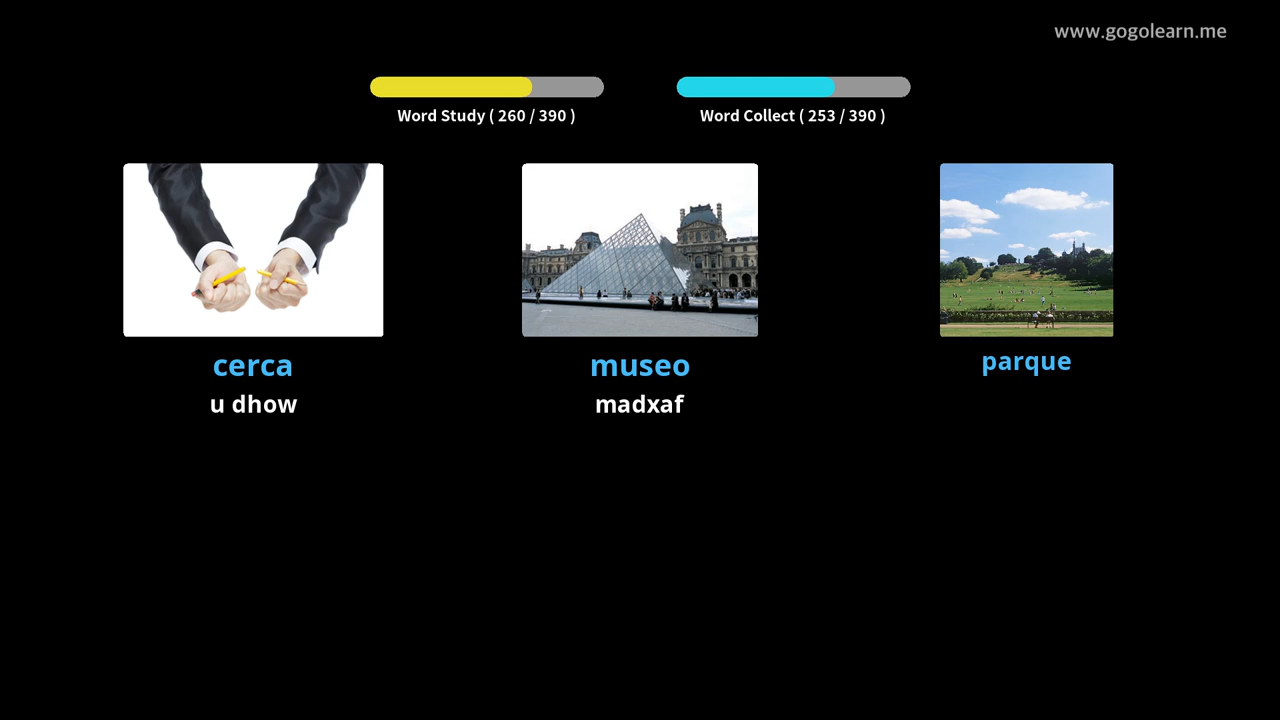 www.gogolearn.me
Word Study ( 260 / 390 )
Word Collect ( 253 / 390 )
cerca
u dhow
museo
madxaf
parque